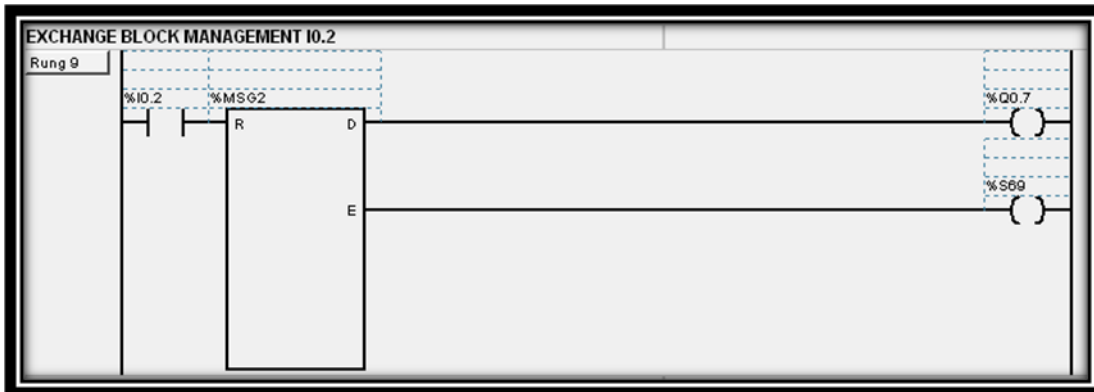 EXCHANGE BLOCK MANAGEMENT I0.2
Rung 9
%I0.2 %MSG2 %Q0.7
R D
%S69
E